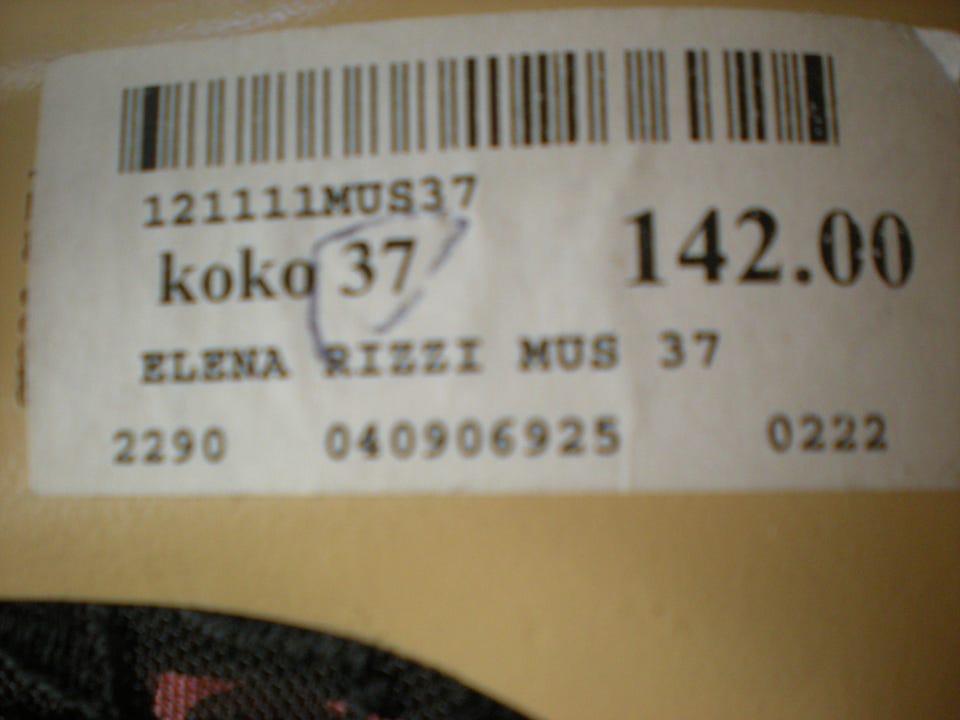 121111MUS37
koko 37 142.00
ELENA RIZZI MUS 37
2290 040906925 0222